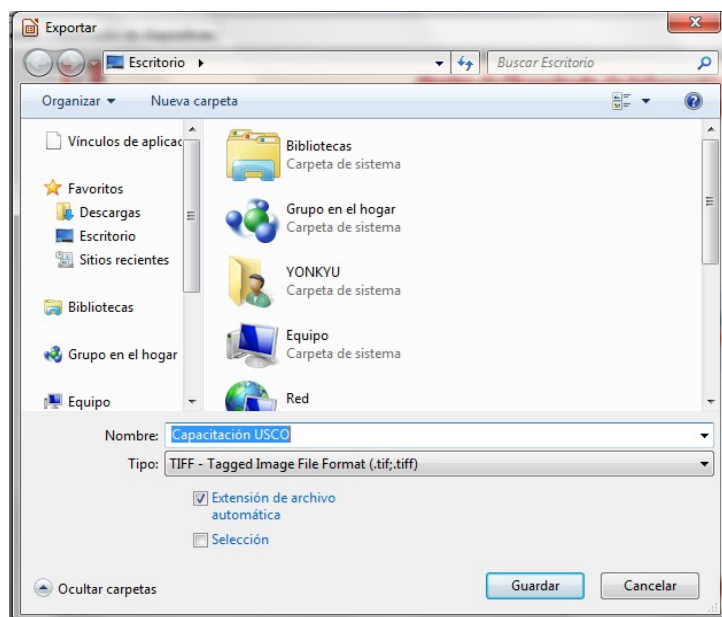 Exportar
Escritorio
Buscar Escritorio
Organizar
Nueva carpeta
Vínculos de aplicac
Favoritos
Descargas
Escritorio
Sitios recientes
Bibliotecas
Grupo en el hogar
Equipo
Bibliotecas
Carpeta de sistema
Grupo en el hogar
Carpeta de sistema
YONKYU
Carpeta de sistema
Equipo
Carpeta de sistema
Red
Nombre: Capacitación USCO
Tipo: TIFF - Tagged Image File Format (.tif;.tiff)
Extensión de archivo
automática
Selección
Ocultar carpetas
Guardar
Cancelar